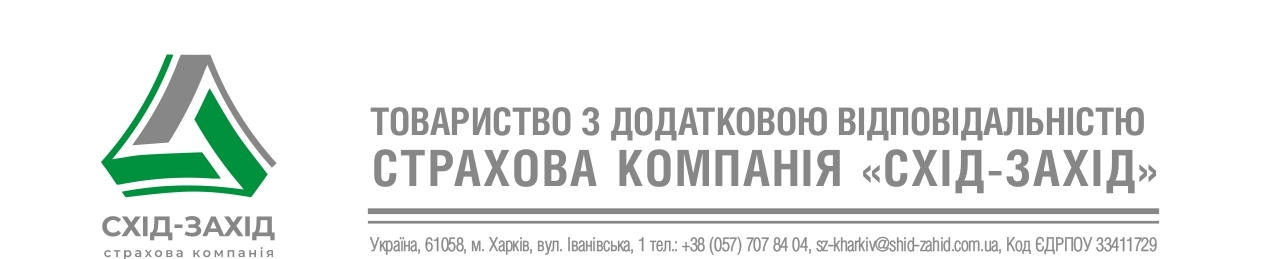 СХІД-ЗАХІД
страхова компанія
ТОВАРИСТВО З ДОДАТКОВОЮ ВІДПОВІДАЛЬНІСТЮ
СТРАХОВА КОМПАНІЯ «СХІД-ЗАХІД»
Україна, 61058, м. Харків, вул. Іванівська, 1 тел.: +38 (057) 707 84 04, sz-kharkiv@shid-zahid.com.ua, Код ЄДРПОУ 33411729